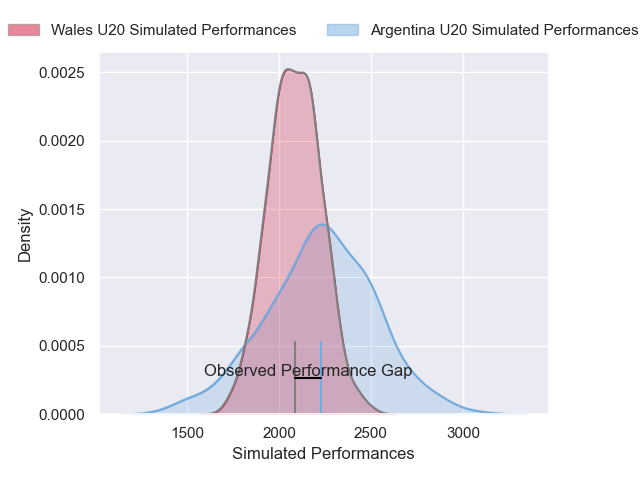 Wales U20 Simulated Performances
Argentina U20 Simulated Performances
0.0025
0.0020
0.0015
0.0010
0.0005
0.0000
Density
Observed Performance Gap
1500
2000
2500
3000
Simulated Performances